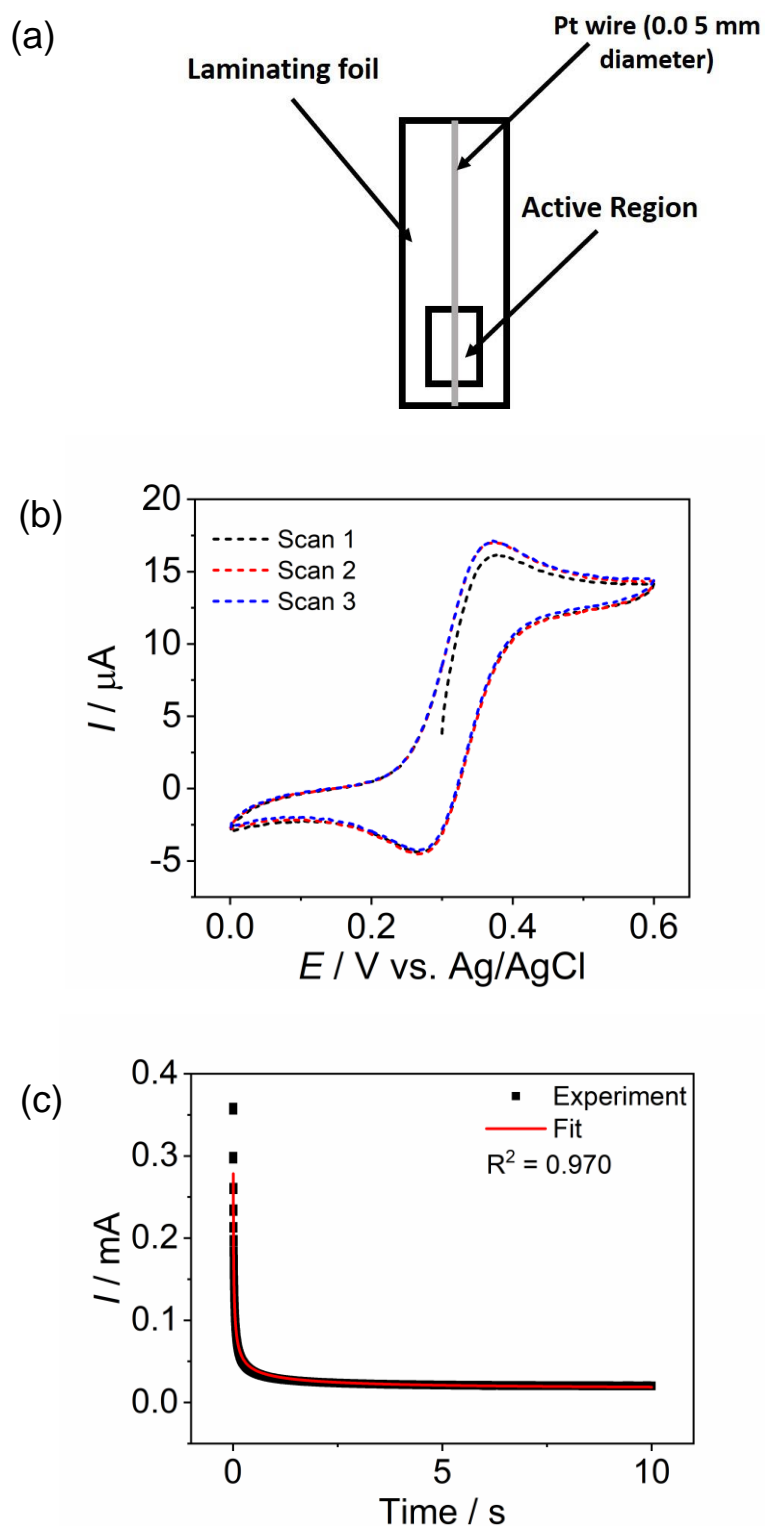 (a)
Pt wire (0.0 5 mm
diameter)
Laminating foil
Active Region
(b)
20
15
10
5
0
-5
I / μA
Scan 1
Scan 2
Scan 3
0.0
0.2
0.4
0.6
E / V vs. Ag/AgCl
(c)
0.4
0.3
0.2
0.1
0.0
I / mA
Experiment
Fit
R² = 0.970
0
5
10
Time / s